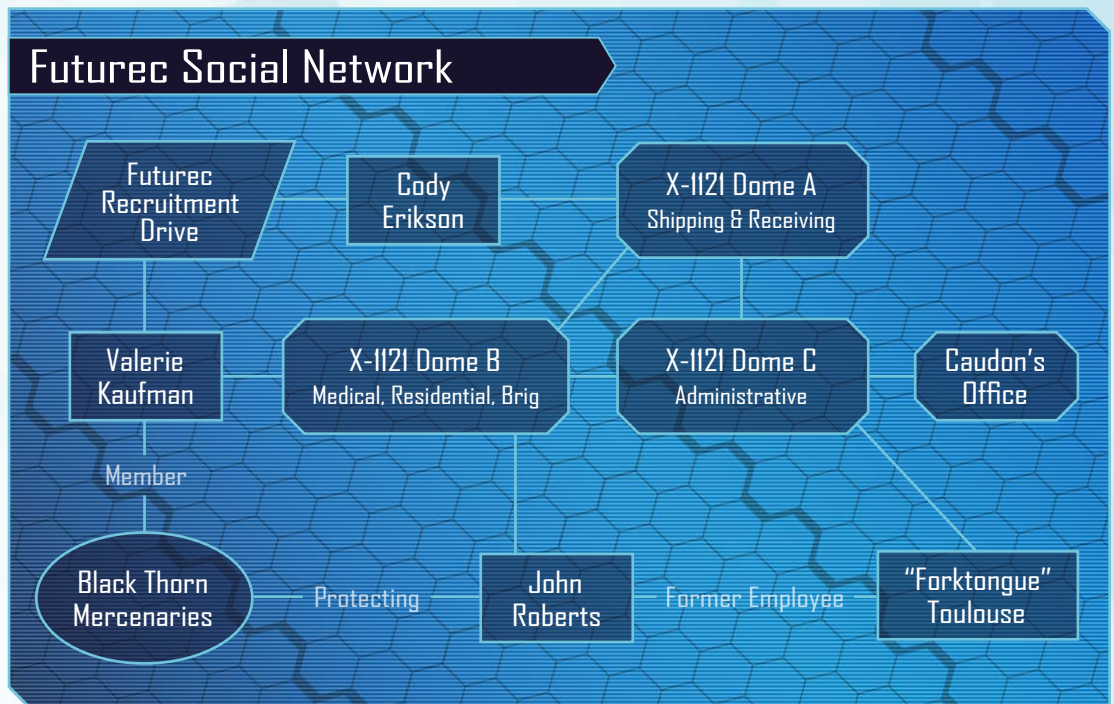 Futurec Social Network
Futurec
Recruitment
Drive
Cody
Erikson
X-1121 Dome A
Shipping & Receiving
Valerie
Kaufman
X-1121 Dome B
Medical, Residential, Brig
X-1121 Dome C
Administrative
Caudon's
Office
Member
Black Thorn
Mercenaries
Protecting
John
Roberts
Former Employee
"Forktongue"
Toulouse